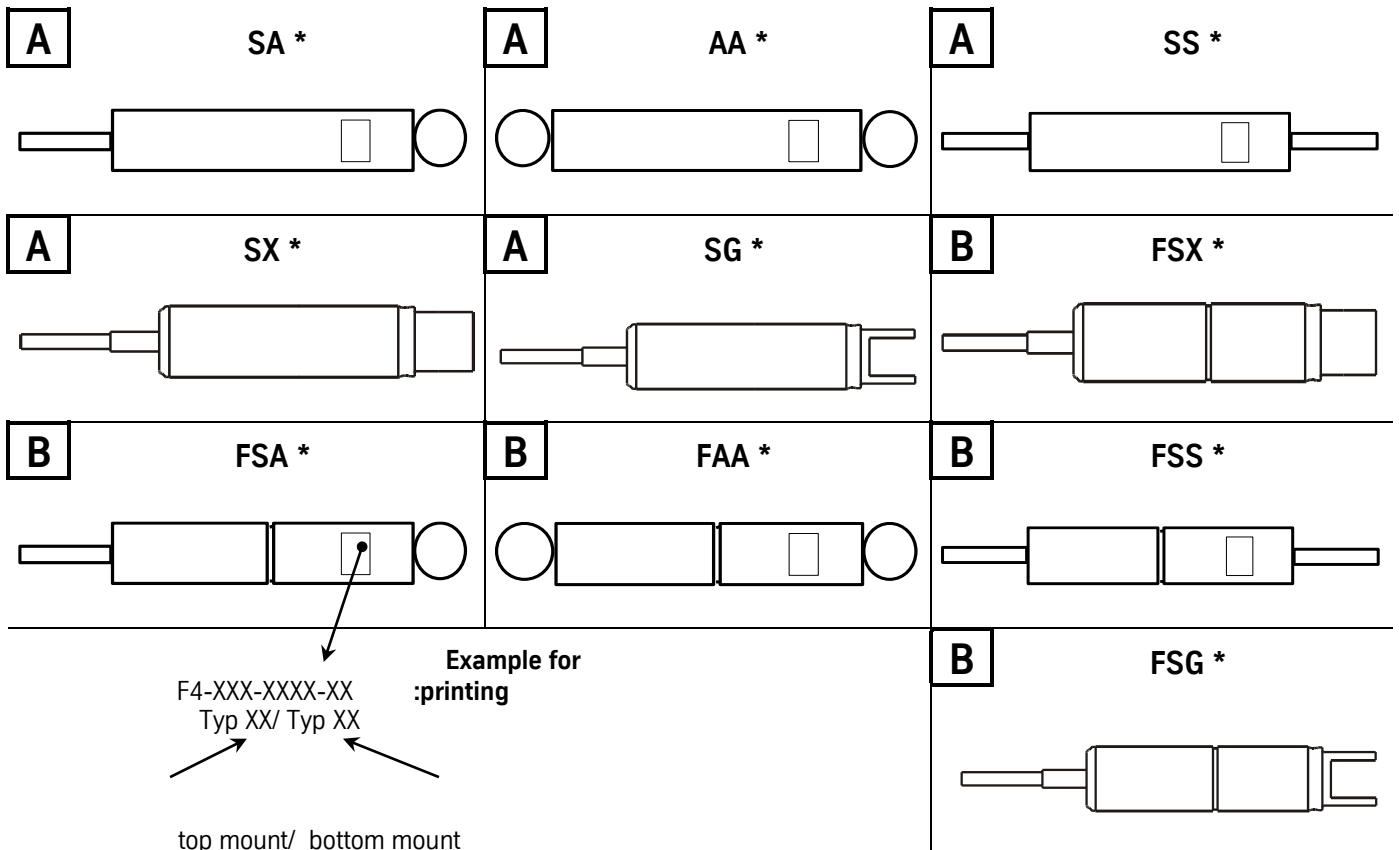 A
SA *
A
AA *
A
SS *
A
SX *
A
SG *
B
FSX *
B
FSA *
B
FAA *
B
FSS *
F4-XXX-XXXX-XX
Typ XX/ Typ XX
top mount/ bottom mount
Example for
:printing
B
FSG *